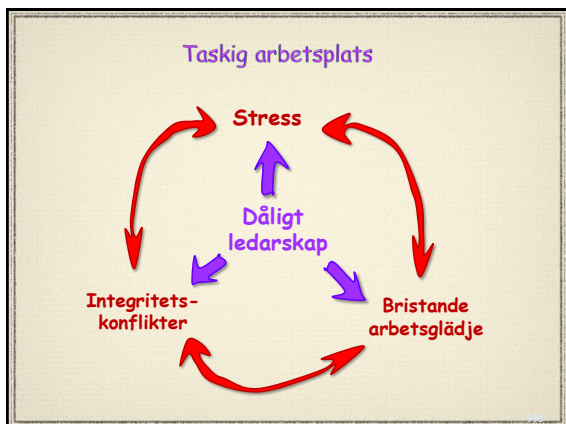 Taskig arbetsplats
Stress
Dåligt
ledarskap
Integritets-
konflikter
Bristande
arbetsglädje